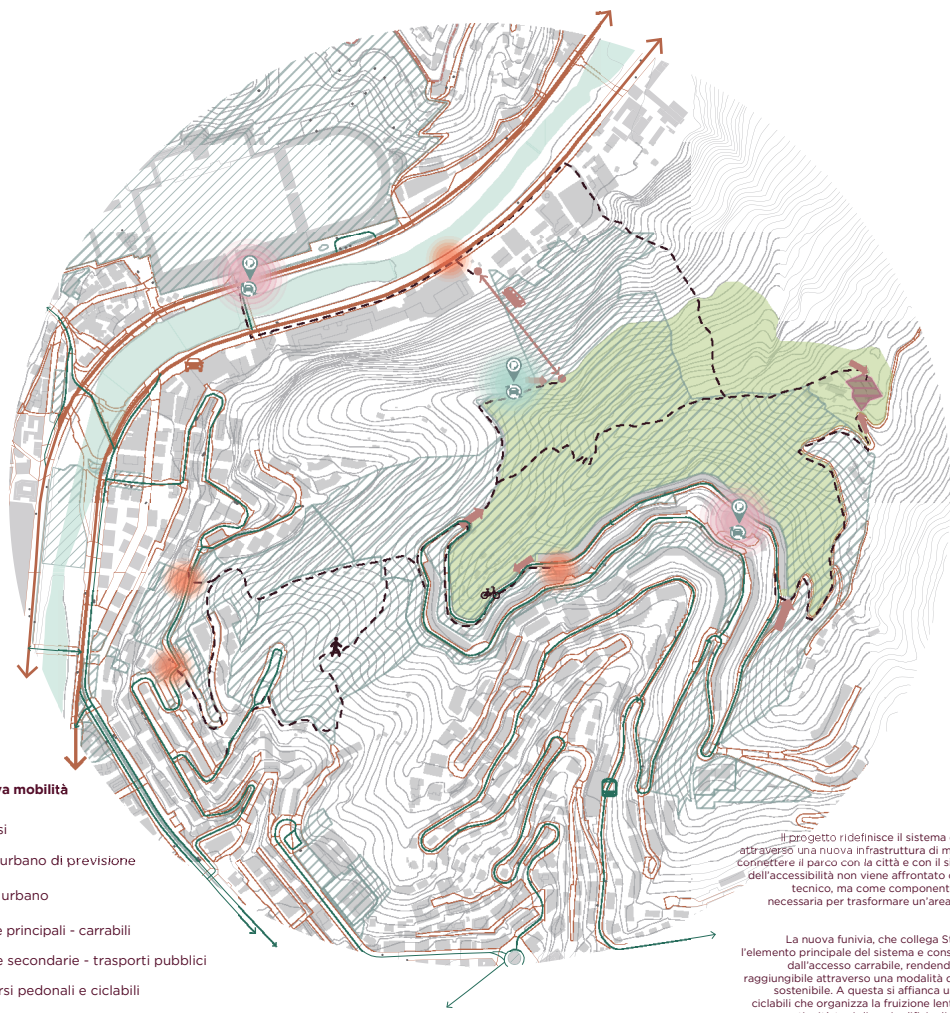 va mobilità
si
urbano di previsione
urbano
e principali - carrabili
e secondarie - trasporti pubblici
rsi pedonali e ciclabili
Il progetto ridefinisce il sistema
attraverso una nuova infrastruttura di m
connettere il parco con la città e con il si
dell'accessibilità non viene affrontato
tecnico, ma come component
necessaria per trasformare un'area
La nuova funivia, che collega St
l'elemento principale del sistema e cons
dall'accesso carrabile, rendend
raggiungibile attraverso una modalità
sostenibile. A questa si affianca u
ciclabili che organizza la fruizione len
P
P
P